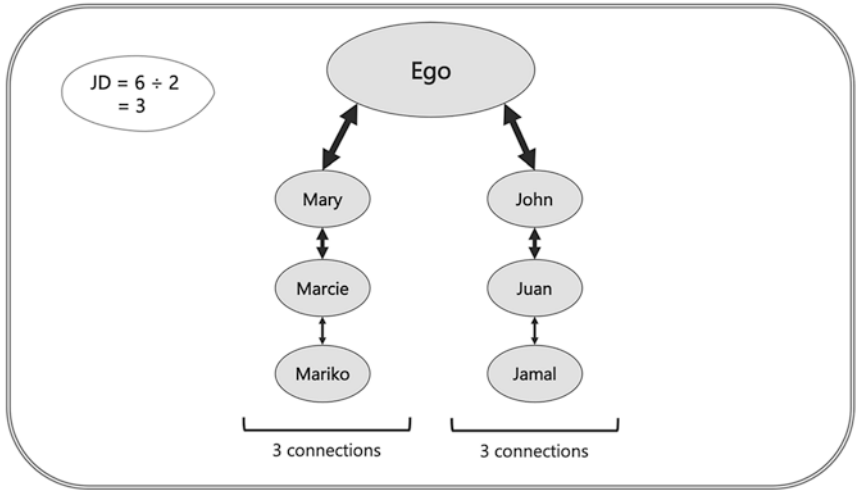 JD = 6 ÷ 2
= 3
Ego
Mary
John
Marcie
Juan
Mariko
Jamal
3 connections
3 connections